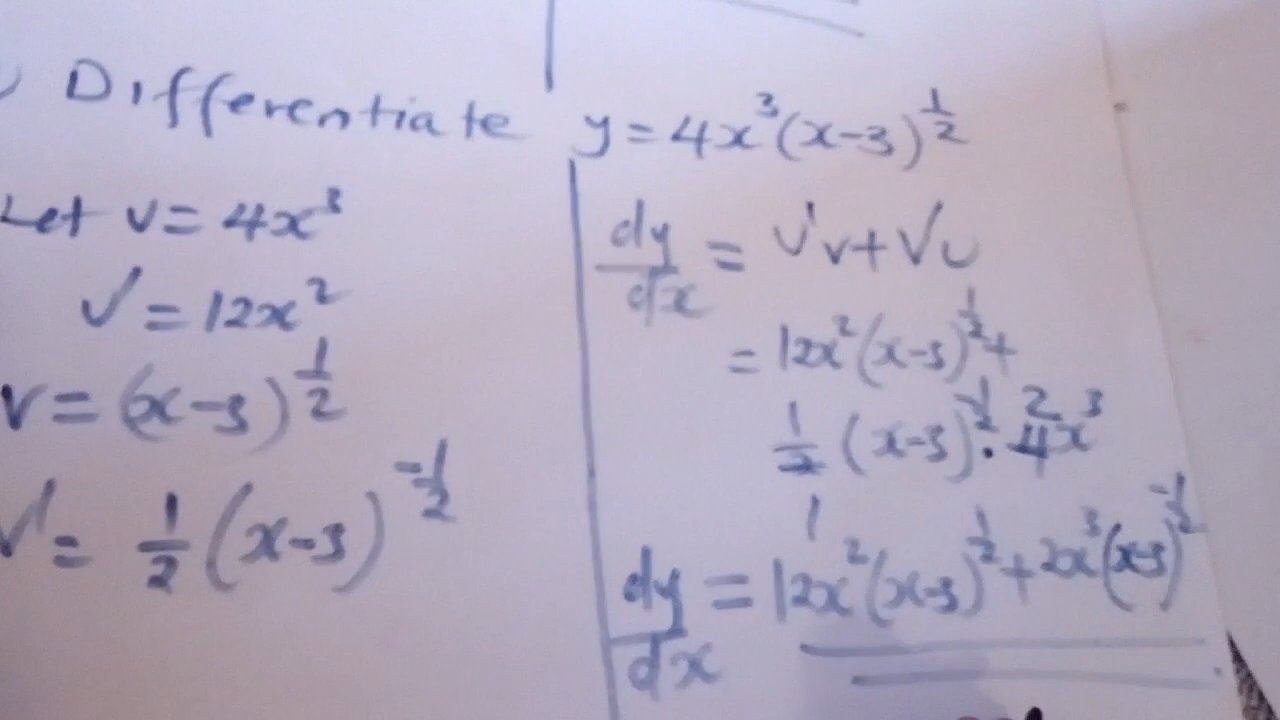 Differentiate y = 4x³(x-3)^½
Let u = 4x³
u' = 12x²
v = (x-3)^½
v' = ½(x-3)^-½
dy/dx = u'v + v'u
= 12x²(x-3)^½ +
½(x-3)^-½ · 4x³
1 2
dy/dx = 12x²(x-3)^½ + 2x³(x-3)^-½